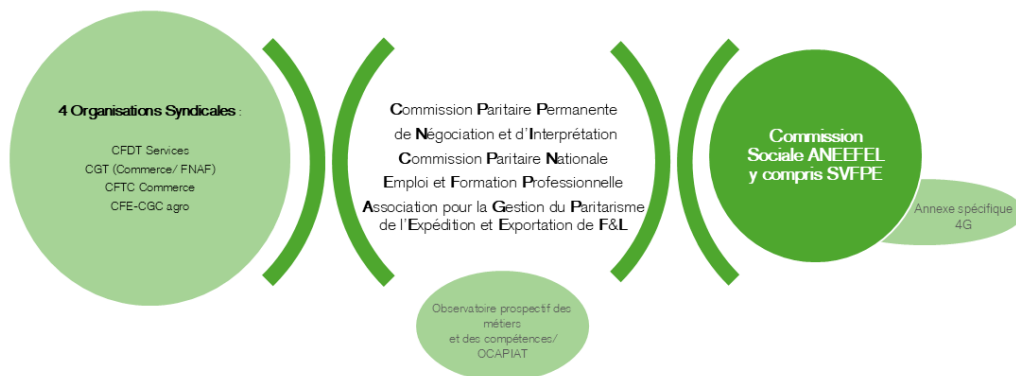 4 Organisations Syndicales :
CFDT Services
CGT (Commerce/ FNAF)
CFTC Commerce
CFE-CGC agro
Commission Paritaire Permanente
de Négociation et d'Interprétation
Commission Paritaire Nationale
Emploi et Formation Professionnelle
Association pour la Gestion du Paritarisme
de l'Expédition et Exportation de F&L
Observatoire prospectif des
métiers
et des compétences/
OCAPIAT
Commission
Sociale ANEEFEL
y compris SVFPE
Annexe spécifique
4G